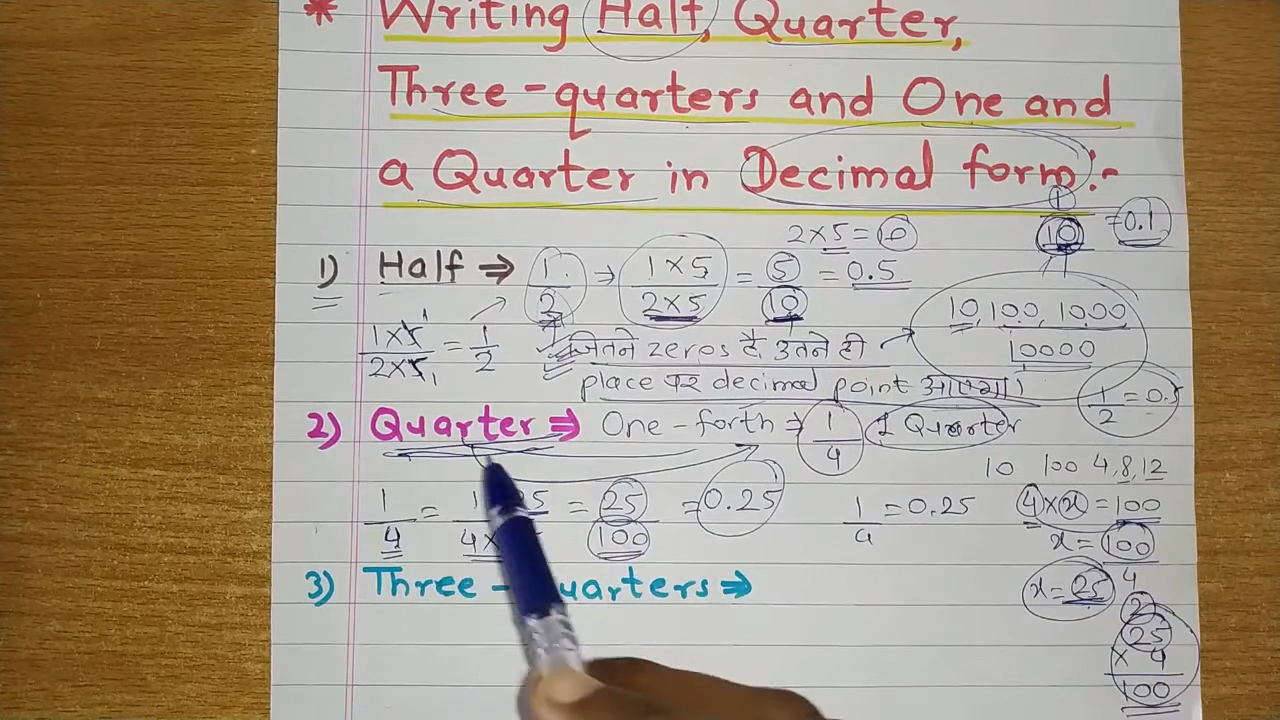 * Writing Half, Quarter,
Three-quarters and One and
a Quarter in Decimal form:-
1/10 = 0.1
2×5=10
1) Half ⇒ 1/2 → 1×5/2×5 = 5/10 = 0.5
10, 100, 1000
10000
1×5/2×5 = 1/2
जितने zeros है उतने ही
place पर decimal point आएगा।
1/2 = 0.5
2) Quarter ⇒ One-forth ⇒ 1/4 1 Quarter
10 100 4,8,12
1/4 = = 25/100 = 0.25
1/4 = 0.25
4×x=100
x=100
4
x=25
3) Three-Quarters ⇒
2
25
× 4
100